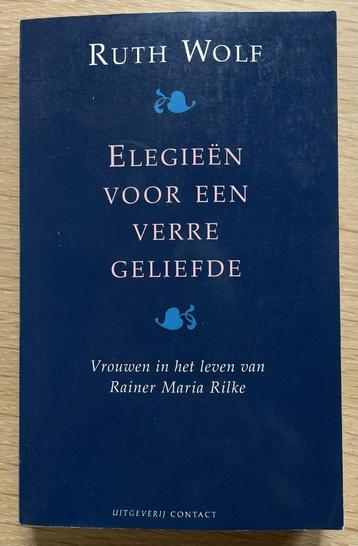 RUTH WOLF
ELEGIEËN
VOOR EEN
VERRE
GELIEFDE
Vrouwen in het leven van
Rainer Maria Rilke
UITGEVERIJ CONTACT